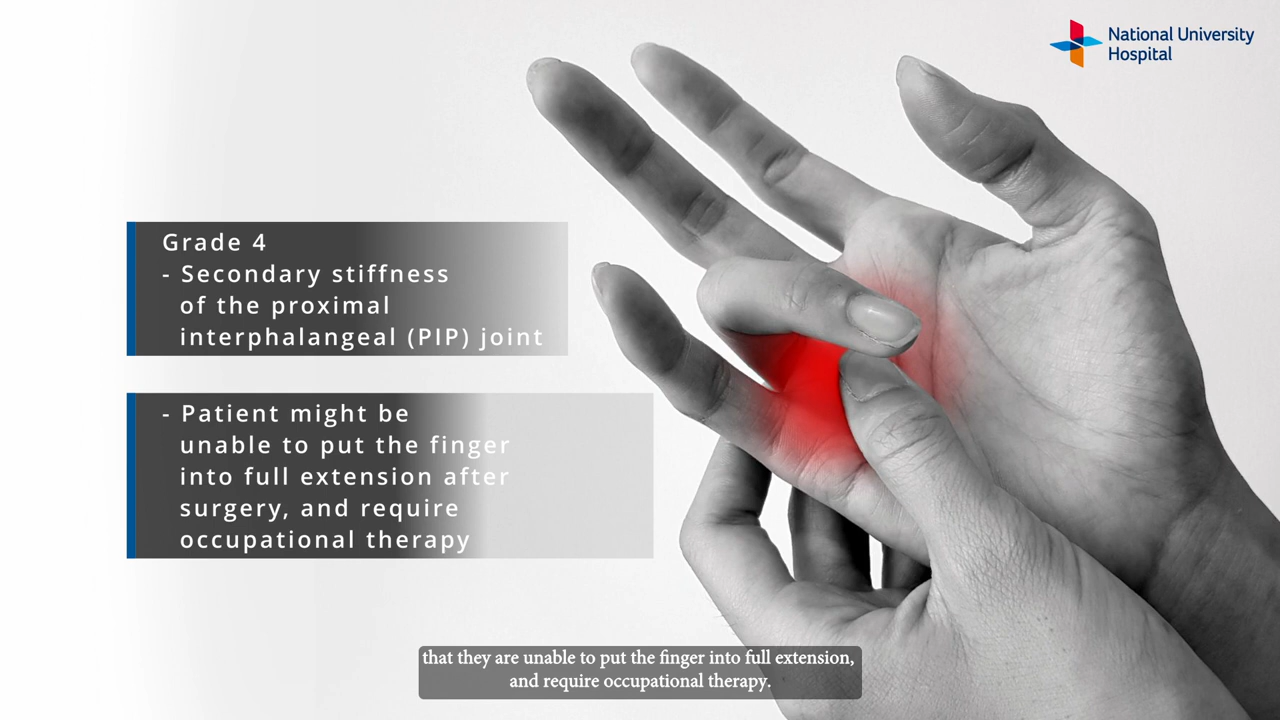 National University
Hospital
Grade 4
- Secondary stiffness
of the proximal
interphalangeal (PIP) joint
- Patient might be
unable to put the finger
into full extension after
surgery, and require
occupational therapy
that they are unable to put the finger into full extension,
and require occupational therapy.